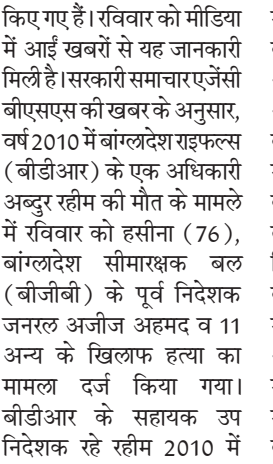 किए गए हैं। रविवार को मीडिया
में आईं खबरों से यह जानकारी
मिली है। सरकारी समाचार एजेंसी
बीएसएस की खबर के अनुसार,
वर्ष 2010 में बांग्लादेश राइफल्स
(बीडीआर) के एक अधिकारी
अब्दुर रहीम की मौत के मामले
में रविवार को हसीना (76),
बांग्लादेश सीमारक्षक बल
(बीजीबी) के पूर्व निदेशक
जनरल अजीज अहमद व 11
अन्य के खिलाफ हत्या का
मामला दर्ज किया गया।
बीडीआर के सहायक उप
निदेशक रहे रहीम 2010 में